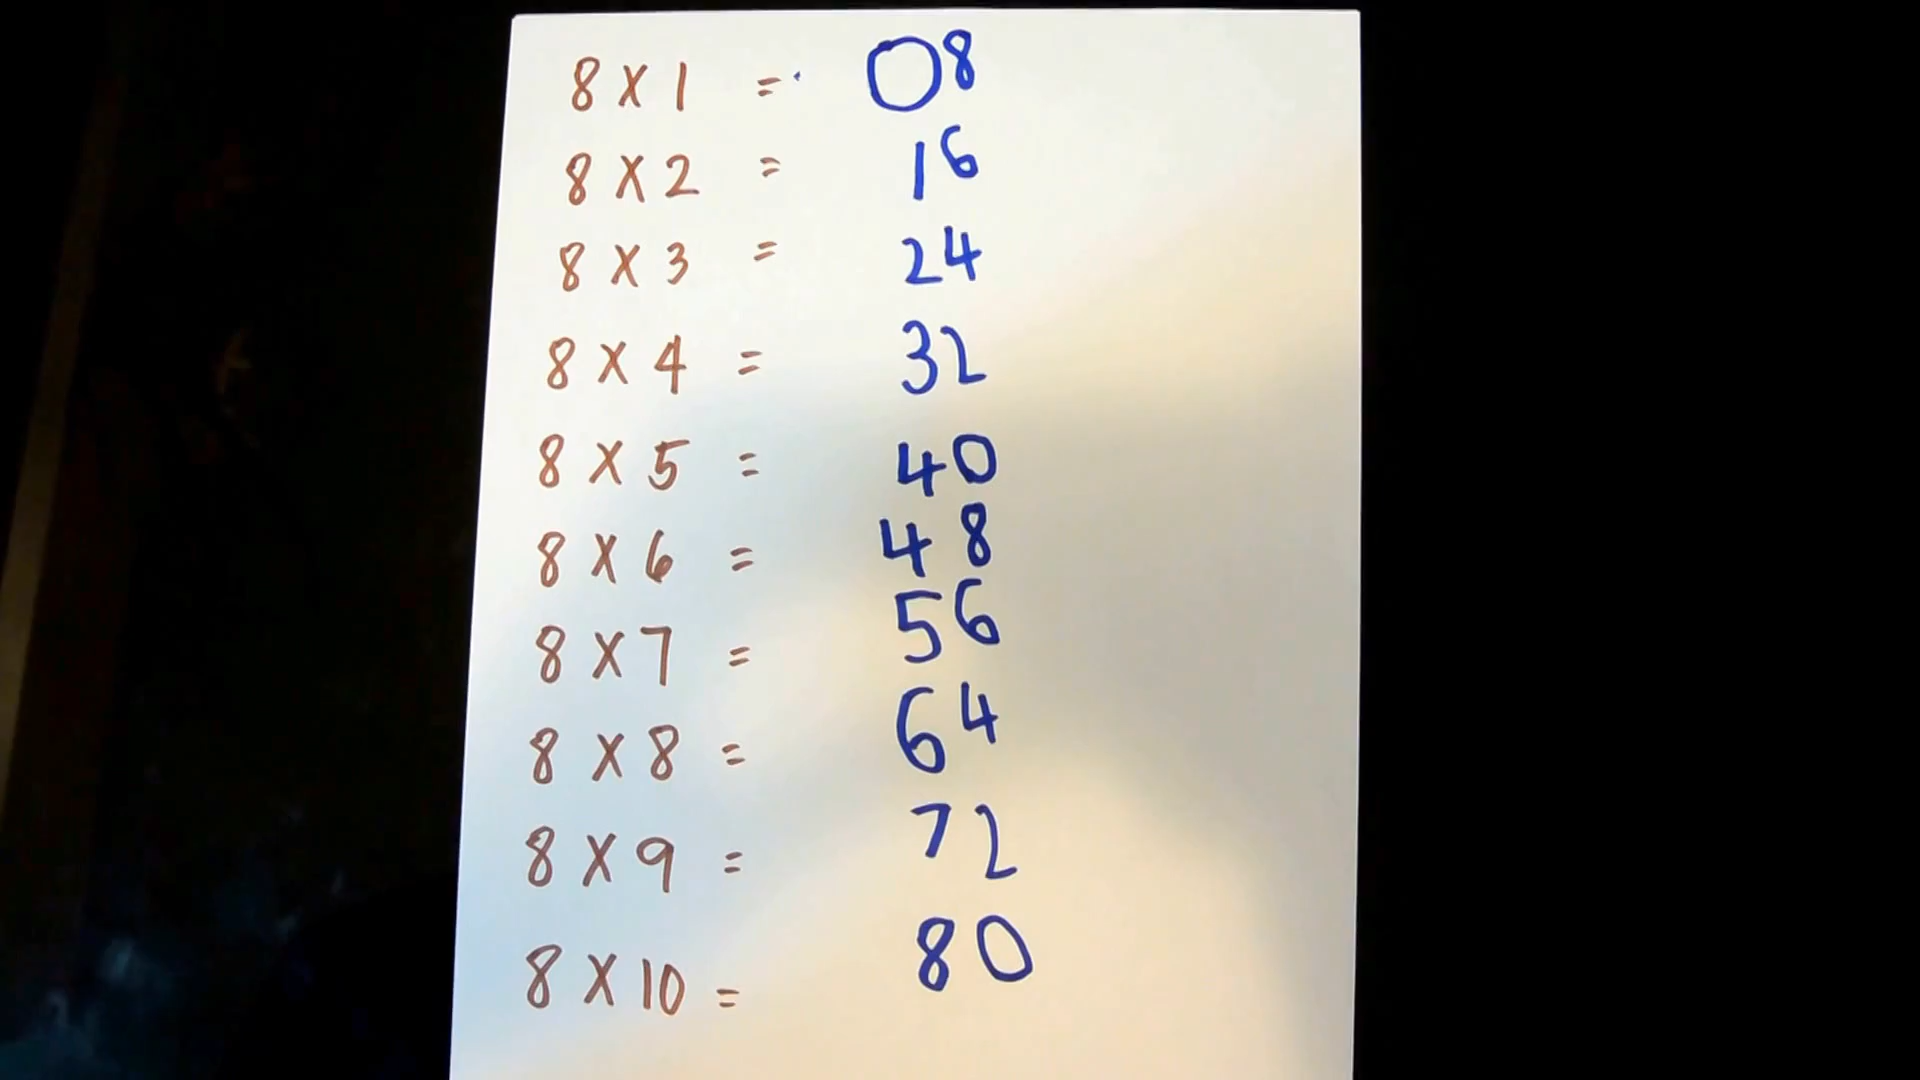 8 X 1 = 08
8 X 2 = 16
8 X 3 = 24
8 X 4 = 32
8 X 5 = 40
8 X 6 = 48
8 X 7 = 56
8 X 8 = 64
8 X 9 = 72
8 X 10 = 80